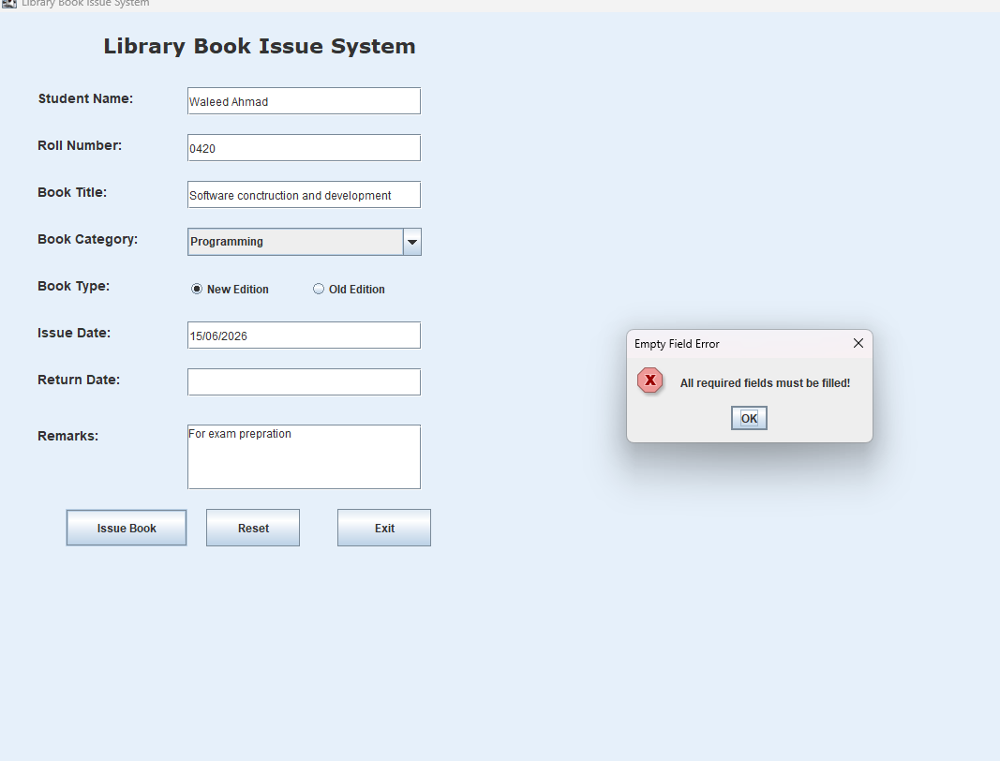 Library Book Issue System
Library Book Issue System
Student Name: Waleed Ahmad
Roll Number: 0420
Book Title: Software conctruction and development
Book Category: Programming
Book Type: New Edition Old Edition
Issue Date: 15/06/2026
Return Date:
Remarks: For exam prepration
Issue Book Reset Exit
Empty Field Error
X All required fields must be filled!
OK